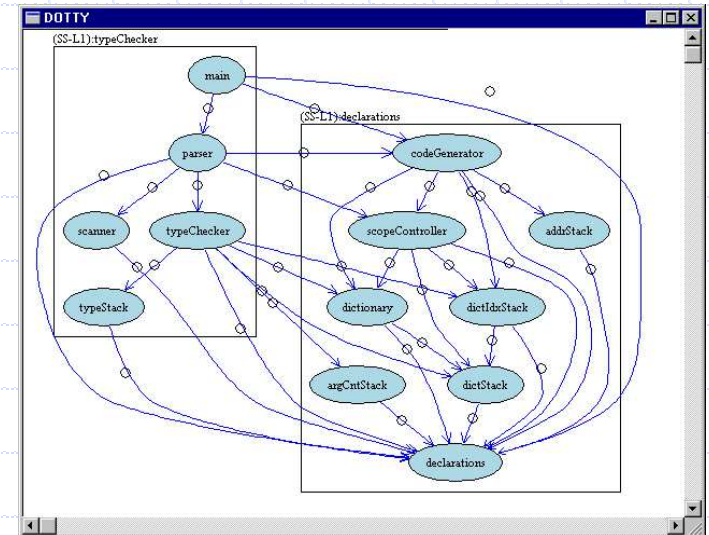 DOTTY
(SS-L1):typeChecker
main
(SS-L1):declarations
parser
codeGenerator
scanner
typeChecker
scopeController
addrStack
typeStack
dictionary
dictIdxStack
argCntStack
dictStack
declarations